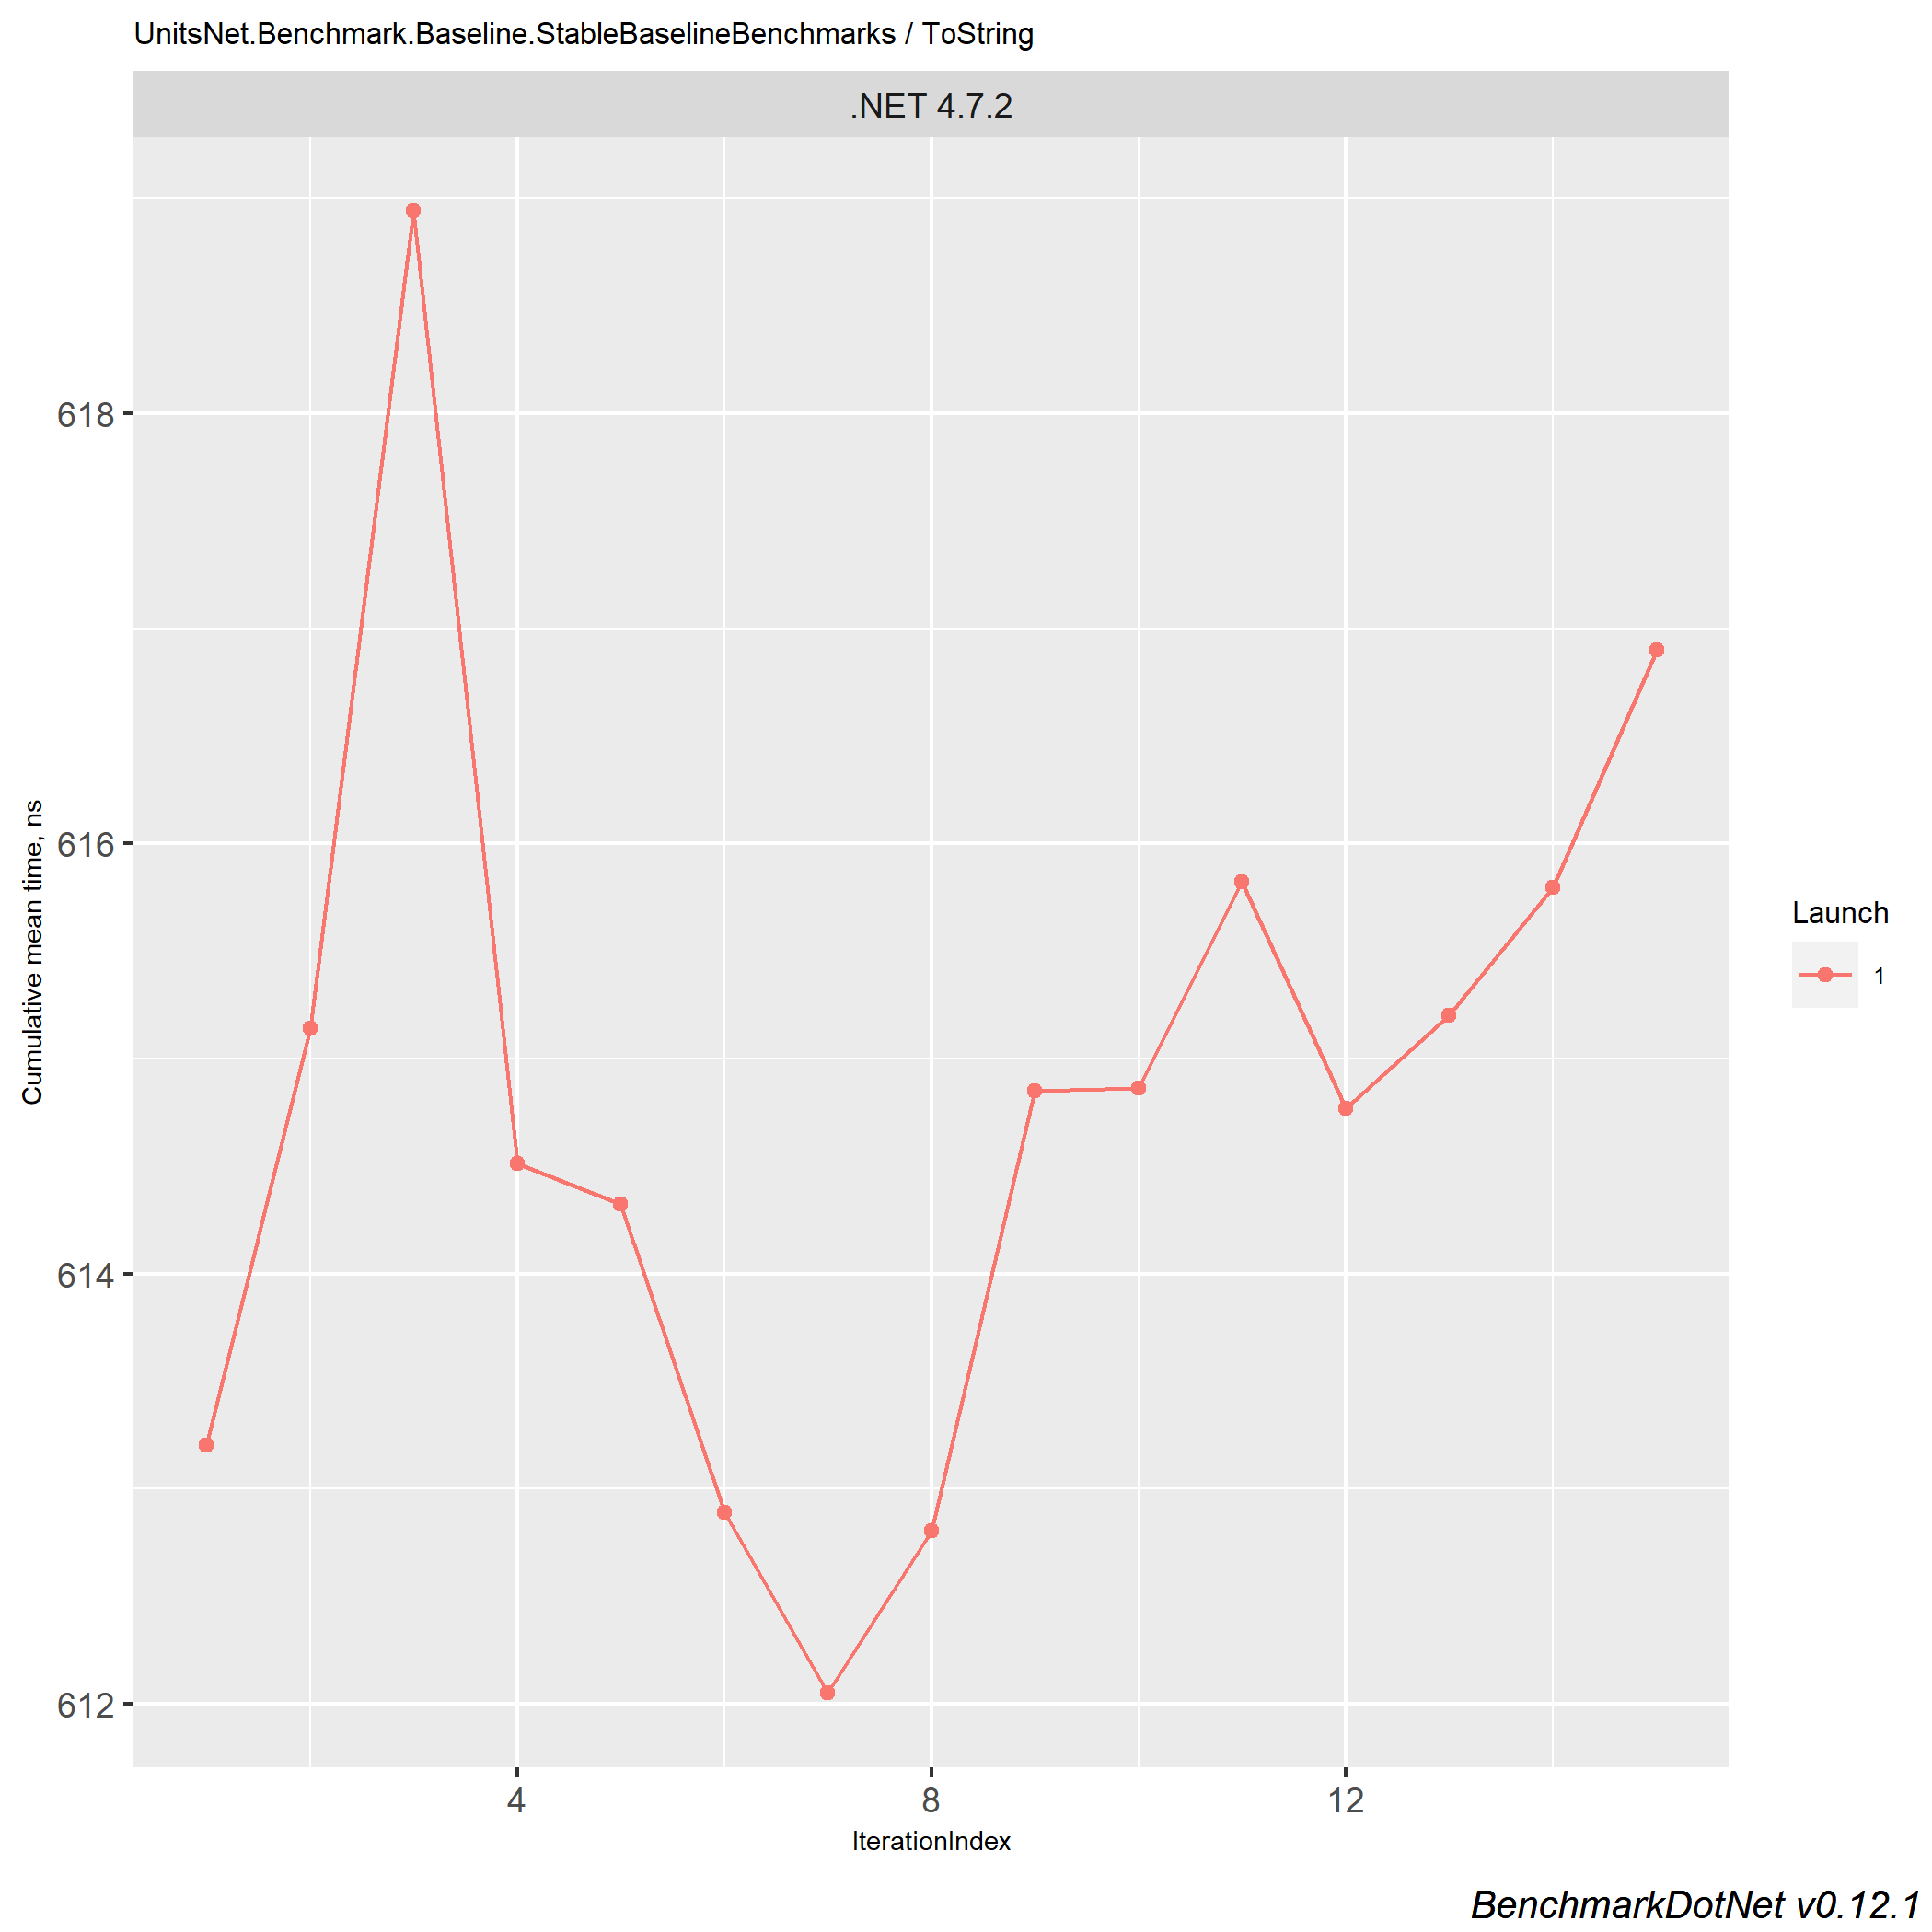 UnitsNet.Benchmark.Baseline.StableBaselineBenchmarks / ToString
.NET 4.7.2
618
616
614
612
Cumulative mean time, ns
4
8
12
IterationIndex
Launch
1
BenchmarkDotNet v0.12.1